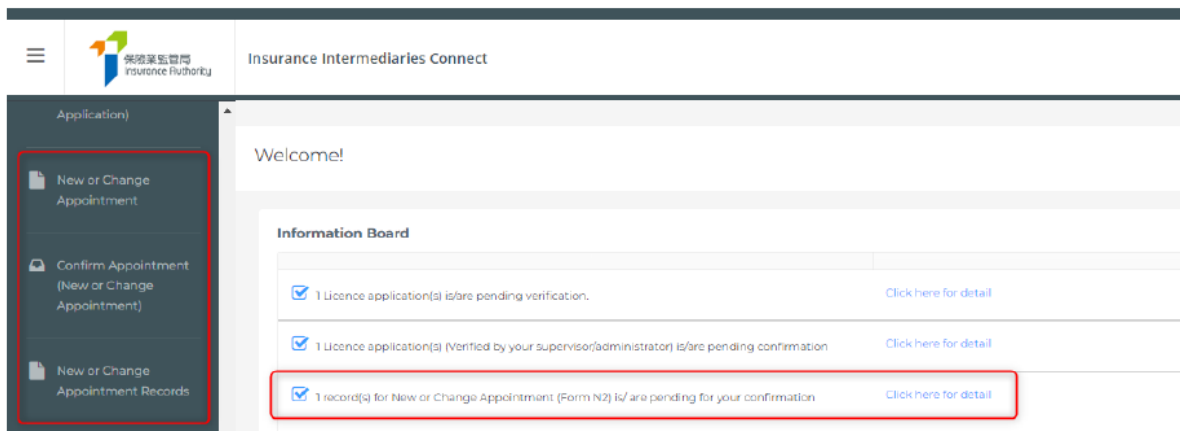 保險業監管局
Insurance Authority
Insurance Intermediaries Connect
Application)
New or Change
Appointment
Confirm Appointment
(New or Change
Appointment)
New or Change
Appointment Records
Welcome!
Information Board
1 Licence application(s) is/are pending verification.
Click here for detail
1 Licence application(s) (Verified by your supervisor/administrator) is/are pending confirmation
Click here for detail
1 record(s) for New or Change Appointment (Form N2) is/ are pending for your confirmation
Click here for detail